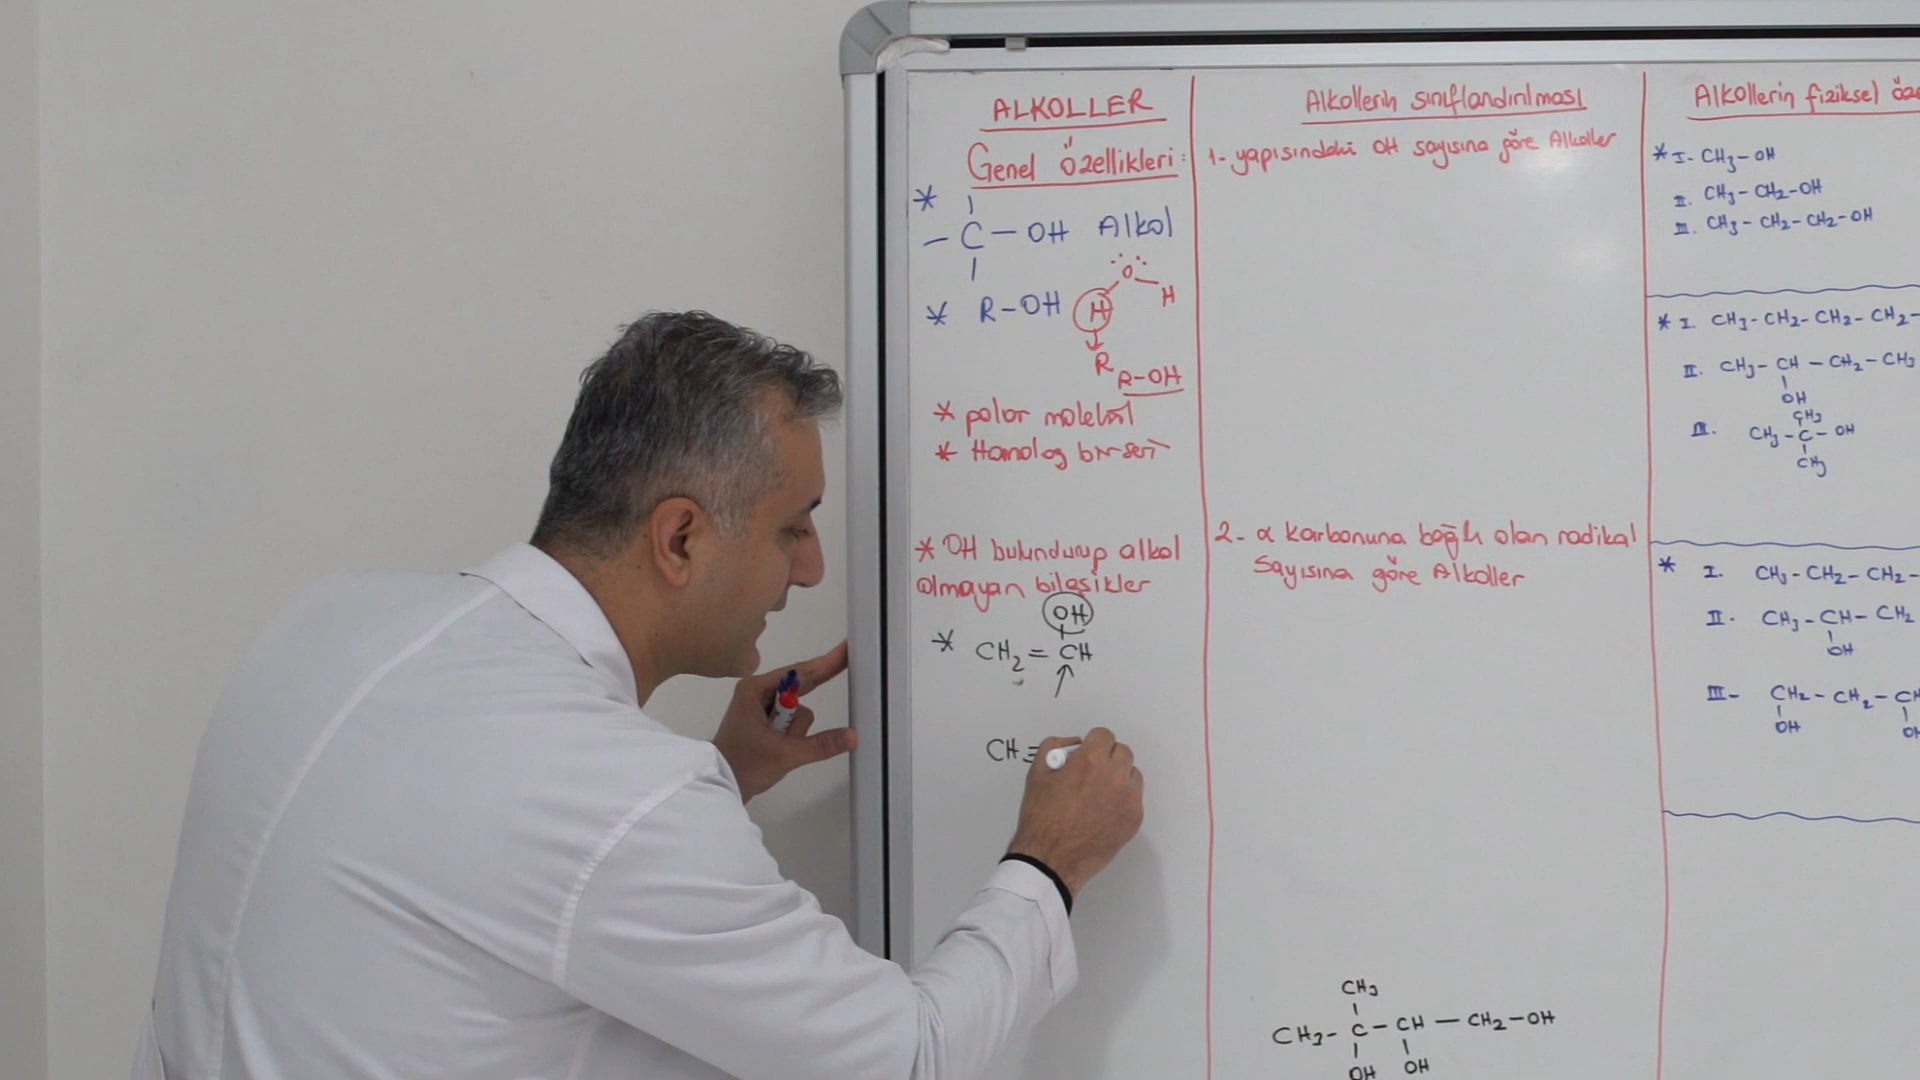 ALKOLLER
Genel özellikleri:
*
— C — OH Alkol
* R-OH
H O H
R
R-OH
* polar molekül
* Homolog bir seri
* OH bulundurup alkol
olmayan bileşikler
OH
* CH₂ = CH
CH ≡
Alkollerin sınıflandırılması
1- yapısındaki OH sayısına göre Alkoller
2- α karbonuna bağlı olan radikal
sayısına göre Alkoller
CH₃
CH₃- C - CH — CH₂-OH
OH OH
Alkollerin fiziksel
* I- CH₃-OH
II. CH₃-CH₂-OH
III. CH₃-CH₂-CH₂-OH
* I. CH₃-CH₂-CH₂-CH₂-
II. CH₃-CH-CH₂-CH₃
OH
CH₃
III. CH₃-C-OH
CH₃
* I. CH₃-CH₂-CH₂-
II. CH₃-CH-CH₂
OH
III- CH₂-CH₂-
OH